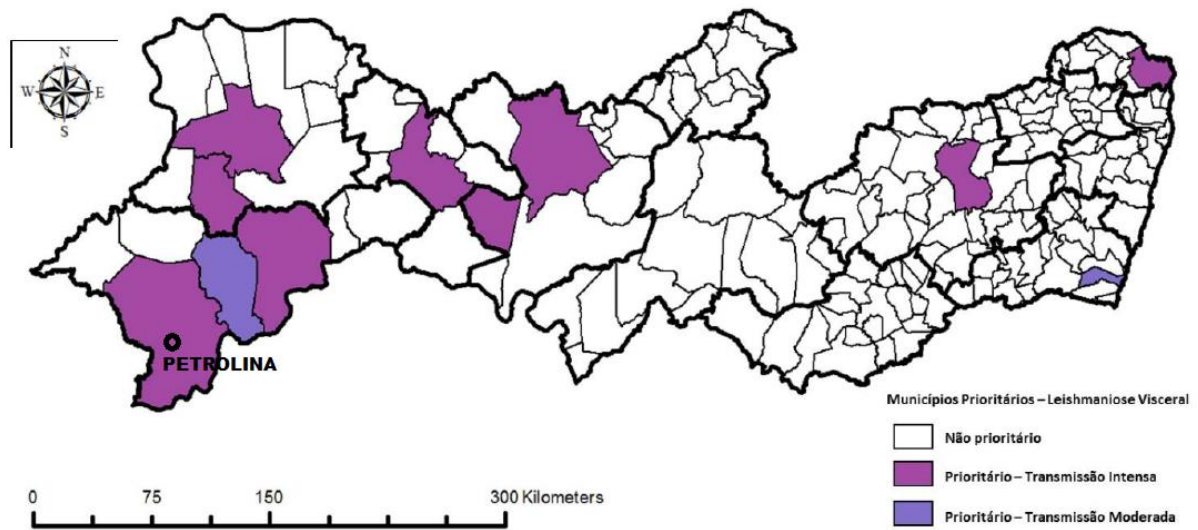 N
W E
S
PETROLINA
Municípios Prioritários – Leishmaniose Visceral
Não prioritário
Prioritário – Transmissão Intensa
Prioritário – Transmissão Moderada
0 75 150 300 Kilometers